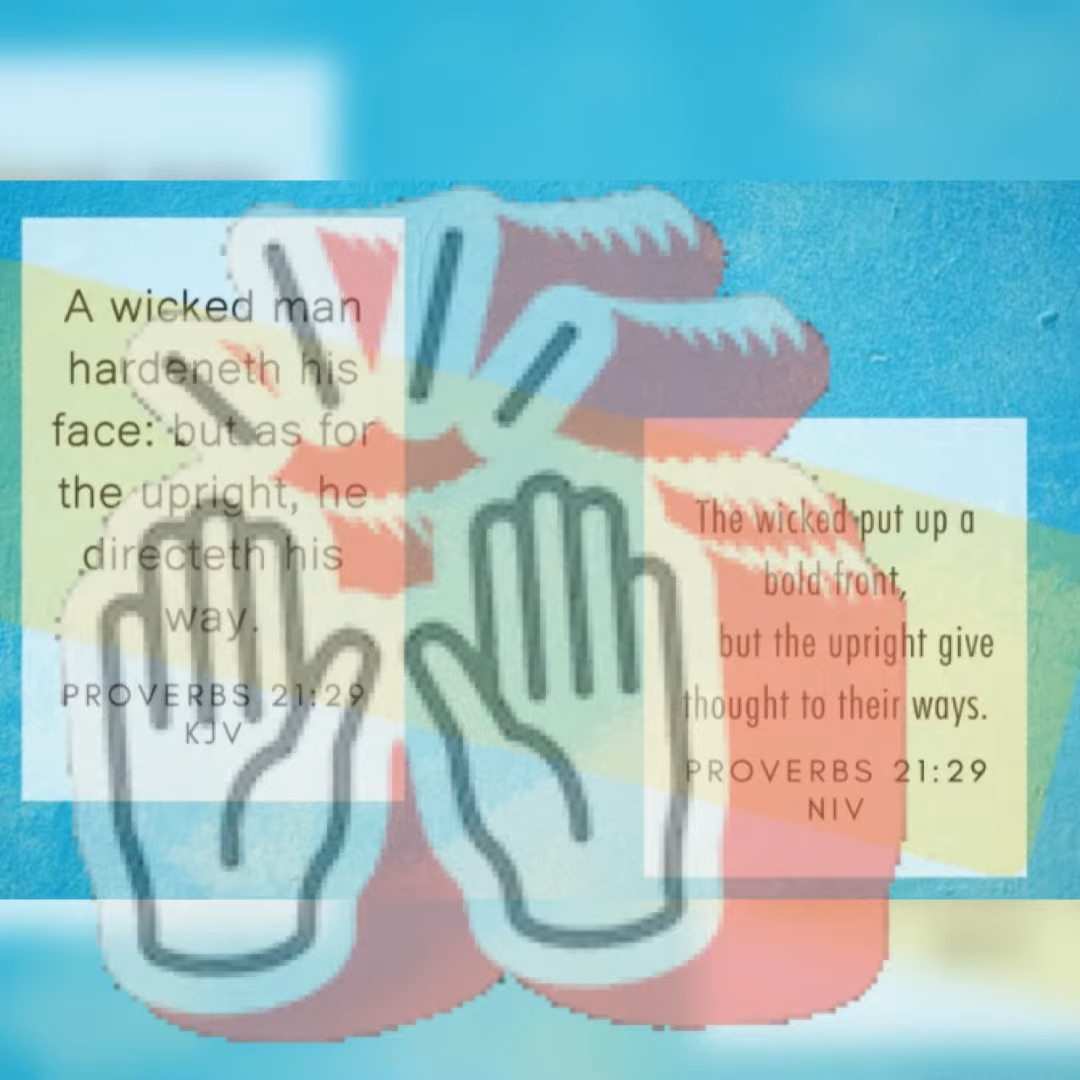 A wicked man
hardeneth his
face: but as for
the upright, he
directeth his
way.
PROVERBS 21:29
KJV
The wicked put up a
bold front,
but the upright give
thought to their ways.
PROVERBS 21:29
NIV